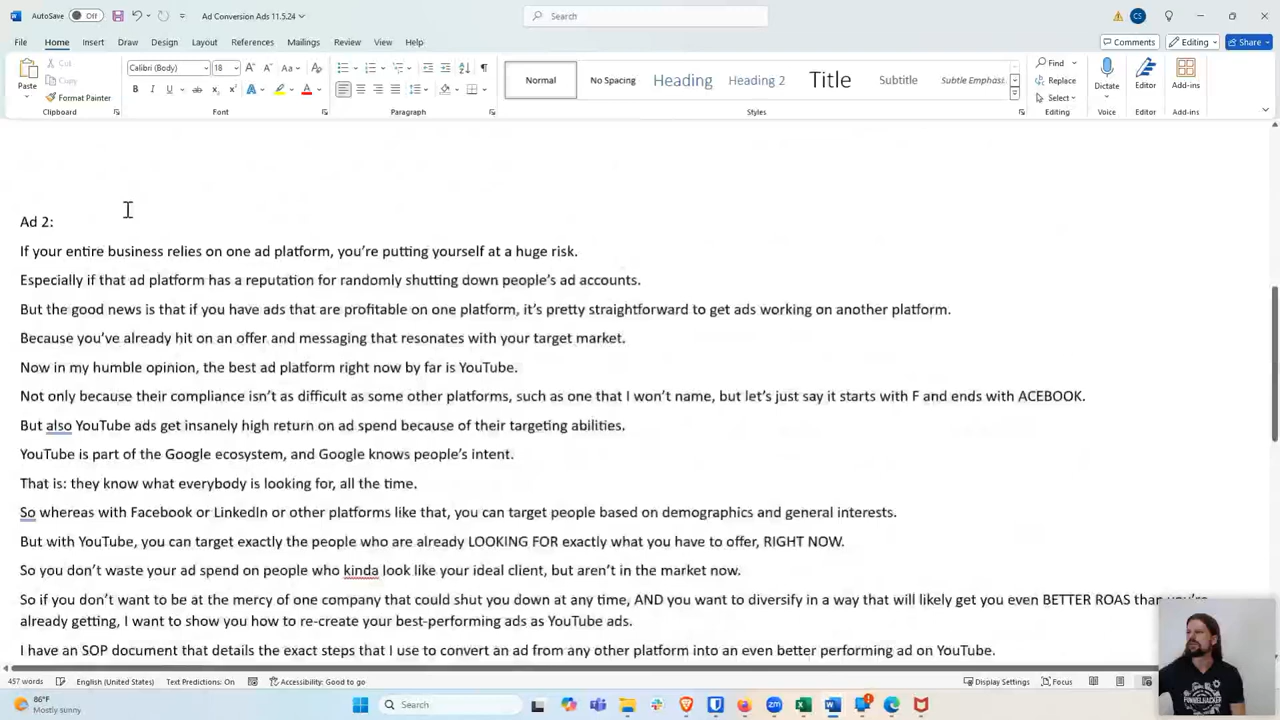 AutoSave Off Ad Conversion Ads 11.5.24 Search CS
File Home Insert Draw Design Layout References Mailings Review View Help Comments Editing Share
Paste Cut Copy Format Painter Calibri (Body) 18 Normal No Spacing Heading Heading 2 Title Subtitle Subtle Emphasi... Find Replace Select Dictate Editor Add-ins
Clipboard Font Paragraph Styles Editing Voice Editor Add-ins
Ad 2:
If your entire business relies on one ad platform, you’re putting yourself at a huge risk.
Especially if that ad platform has a reputation for randomly shutting down people’s ad accounts.
But the good news is that if you have ads that are profitable on one platform, it’s pretty straightforward to get ads working on another platform.
Because you’ve already hit on an offer and messaging that resonates with your target market.
Now in my humble opinion, the best ad platform right now by far is YouTube.
Not only because their compliance isn’t as difficult as some other platforms, such as one that I won’t name, but let’s just say it starts with F and ends with ACEBOOK.
But also YouTube ads get insanely high return on ad spend because of their targeting abilities.
YouTube is part of the Google ecosystem, and Google knows people’s intent.
That is: they know what everybody is looking for, all the time.
So whereas with Facebook or LinkedIn or other platforms like that, you can target people based on demographics and general interests.
But with YouTube, you can target exactly the people who are already LOOKING FOR exactly what you have to offer, RIGHT NOW.
So you don’t waste your ad spend on people who kinda look like your ideal client, but aren’t in the market now.
So if you don’t want to be at the mercy of one company that could shut you down at any time, AND you want to diversify in a way that will likely get you even BETTER ROAS than
already getting, I want to show you how to re-create your best-performing ads as YouTube ads.
I have an SOP document that details the exact steps that I use to convert an ad from any other platform into an even better performing ad on YouTube.
457 words English (United States) Text Predictions: On Accessibility: Good to go Display Settings Focus
86°F
Mostly sunny
Search
FUNNELHACKER